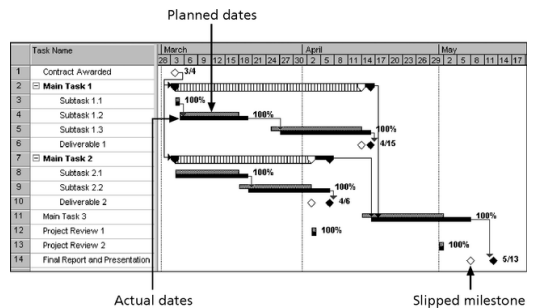 Planned dates
Task Name March April May
28 3 6 9 12 15 18 21 24 27 30 2 5 8 11 14 17 20 23 26 29 2 5 8 11 14 17
1 Contract Awarded 3/4
2 Main Task 1
3 Subtask 1.1 100%
4 Subtask 1.2 100%
5 Subtask 1.3 100%
6 Deliverable 1 4/15
7 Main Task 2
8 Subtask 2.1 100%
9 Subtask 2.2 100%
10 Deliverable 2 4/6
11 Main Task 3 100%
12 Project Review 1 100%
13 Project Review 2 100%
14 Final Report and Presentation 5/13
Actual dates Slipped milestone